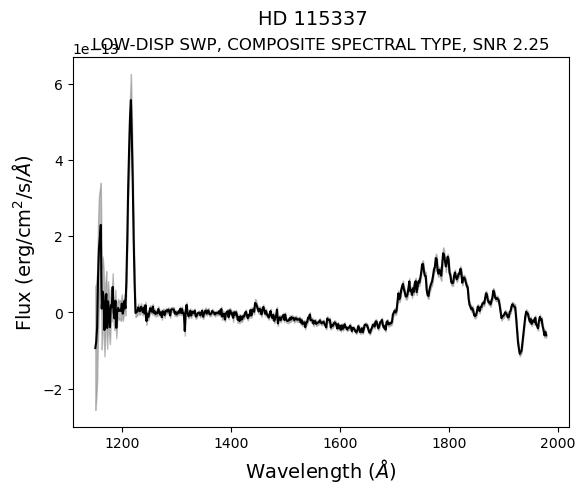 HD 115337
LOW-DISP SWP, COMPOSITE SPECTRAL TYPE, SNR 2.25
1e−13
6
4
2
0
−2
Flux (erg/cm²/s/Å)
1200 1400 1600 1800 2000
Wavelength (Å)